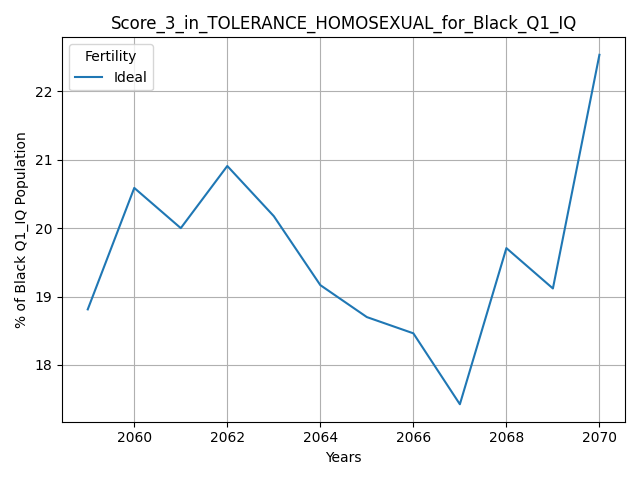 Score_3_in_TOLERANCE_HOMOSEXUAL_for_Black_Q1_IQ
Fertility
Ideal
% of Black Q1_IQ Population
22
21
20
19
18
2060 2062 2064 2066 2068 2070
Years